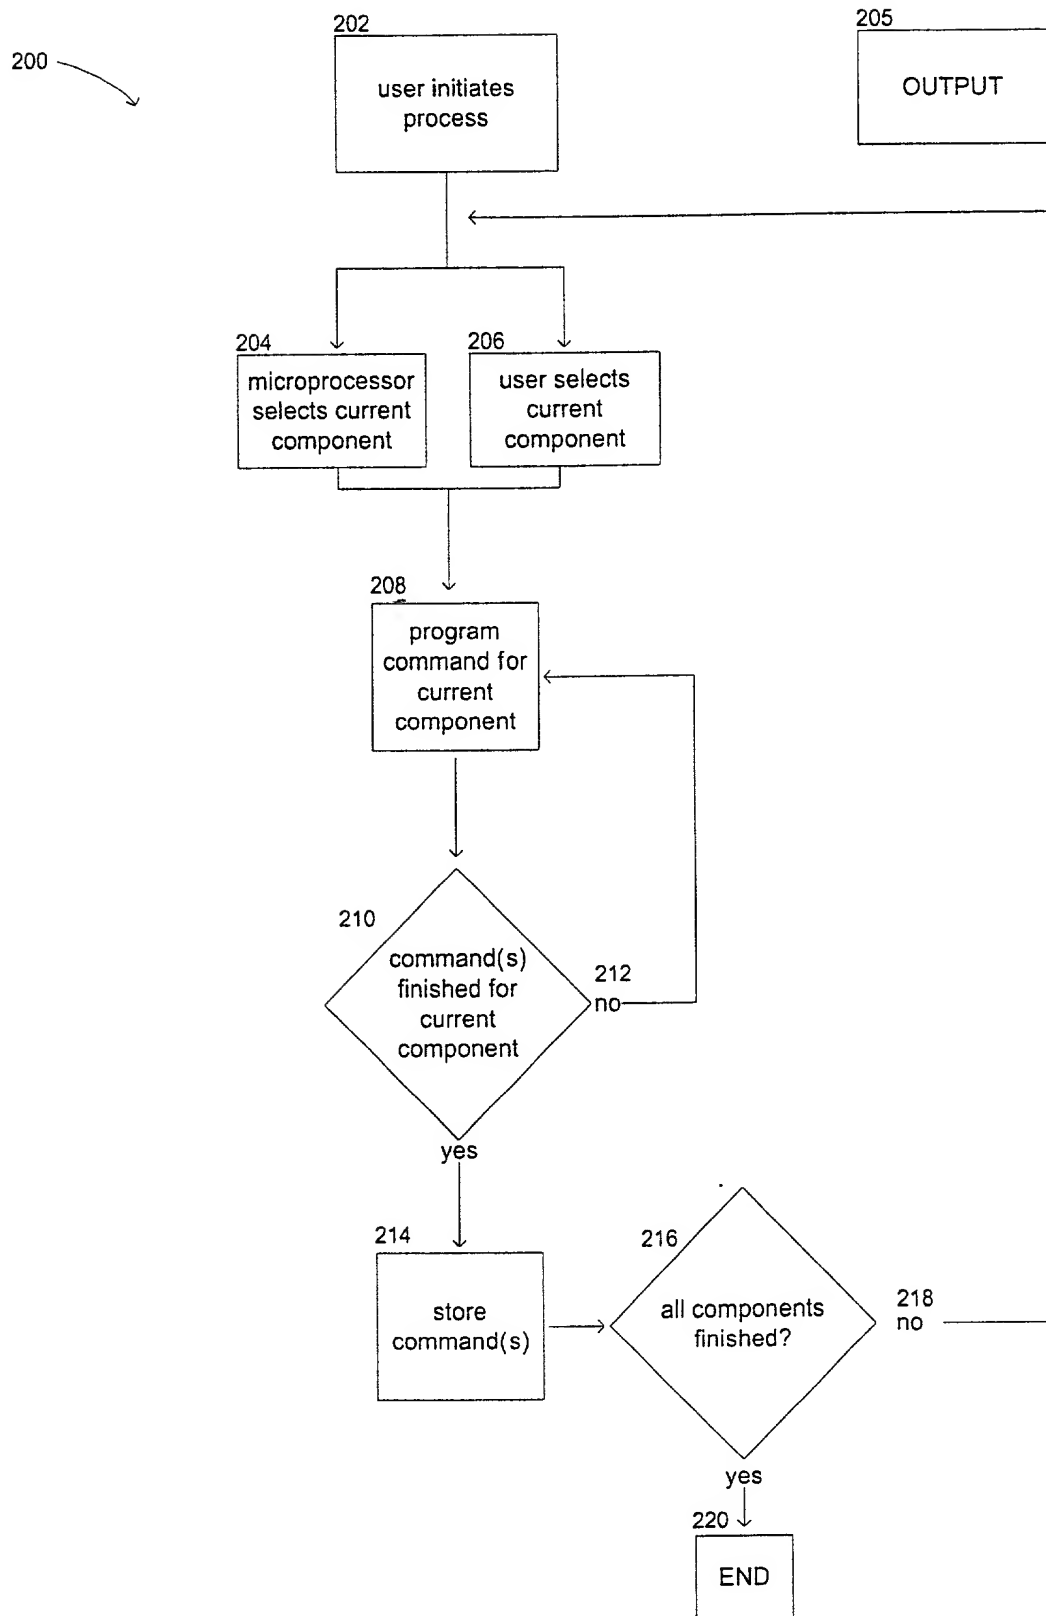 202
205
200
user initiates
process
OUTPUT
204
206
microprocessor
selects current
component
user selects
current
component
208
program
command for
current
component
210
command(s)
finished for
current
component
212
no
yes
214
store
command(s)
216
all components
finished?
218
no
yes
220
END